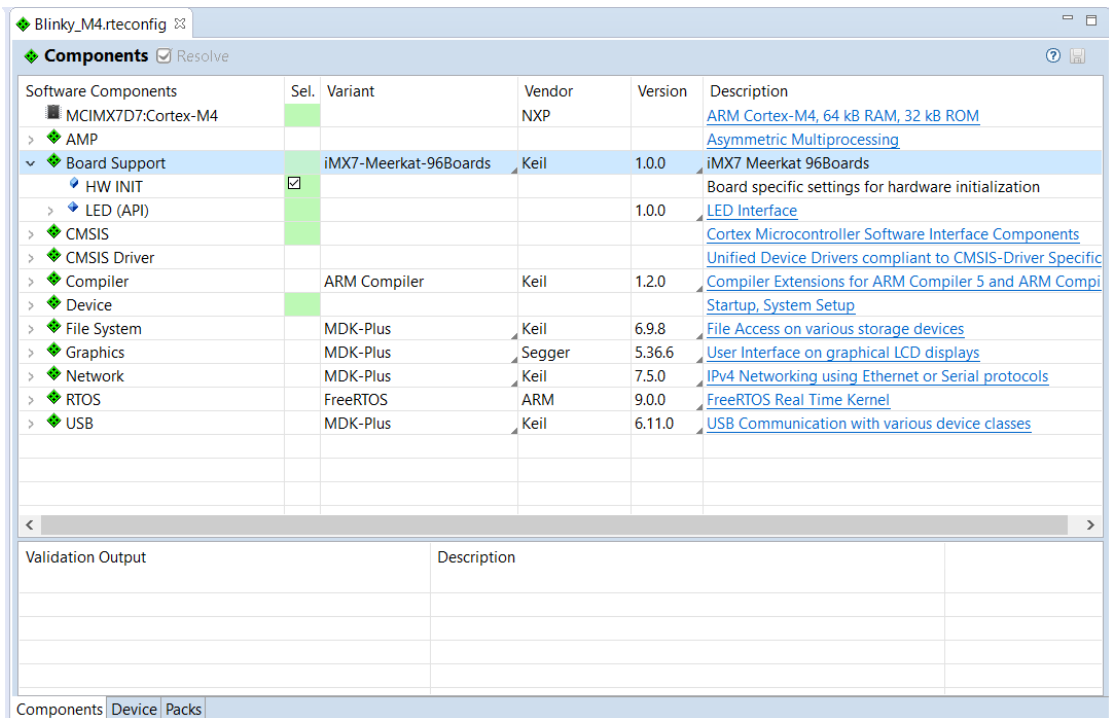 Blinky_M4.rteconfig
Components Resolve
Software Components Sel. Variant Vendor Version Description
MCIMX7D7:Cortex-M4 NXP ARM Cortex-M4, 64 kB RAM, 32 kB ROM
AMP Asymmetric Multiprocessing
Board Support iMX7-Meerkat-96Boards Keil 1.0.0 iMX7 Meerkat 96Boards
HW INIT Board specific settings for hardware initialization
LED (API) 1.0.0 LED Interface
CMSIS Cortex Microcontroller Software Interface Components
CMSIS Driver Unified Device Drivers compliant to CMSIS-Driver Specific
Compiler ARM Compiler Keil 1.2.0 Compiler Extensions for ARM Compiler 5 and ARM Compi
Device Startup, System Setup
File System MDK-Plus Keil 6.9.8 File Access on various storage devices
Graphics MDK-Plus Segger 5.36.6 User Interface on graphical LCD displays
Network MDK-Plus Keil 7.5.0 IPv4 Networking using Ethernet or Serial protocols
RTOS FreeRTOS ARM 9.0.0 FreeRTOS Real Time Kernel
USB MDK-Plus Keil 6.11.0 USB Communication with various device classes
Validation Output Description
Components Device Packs